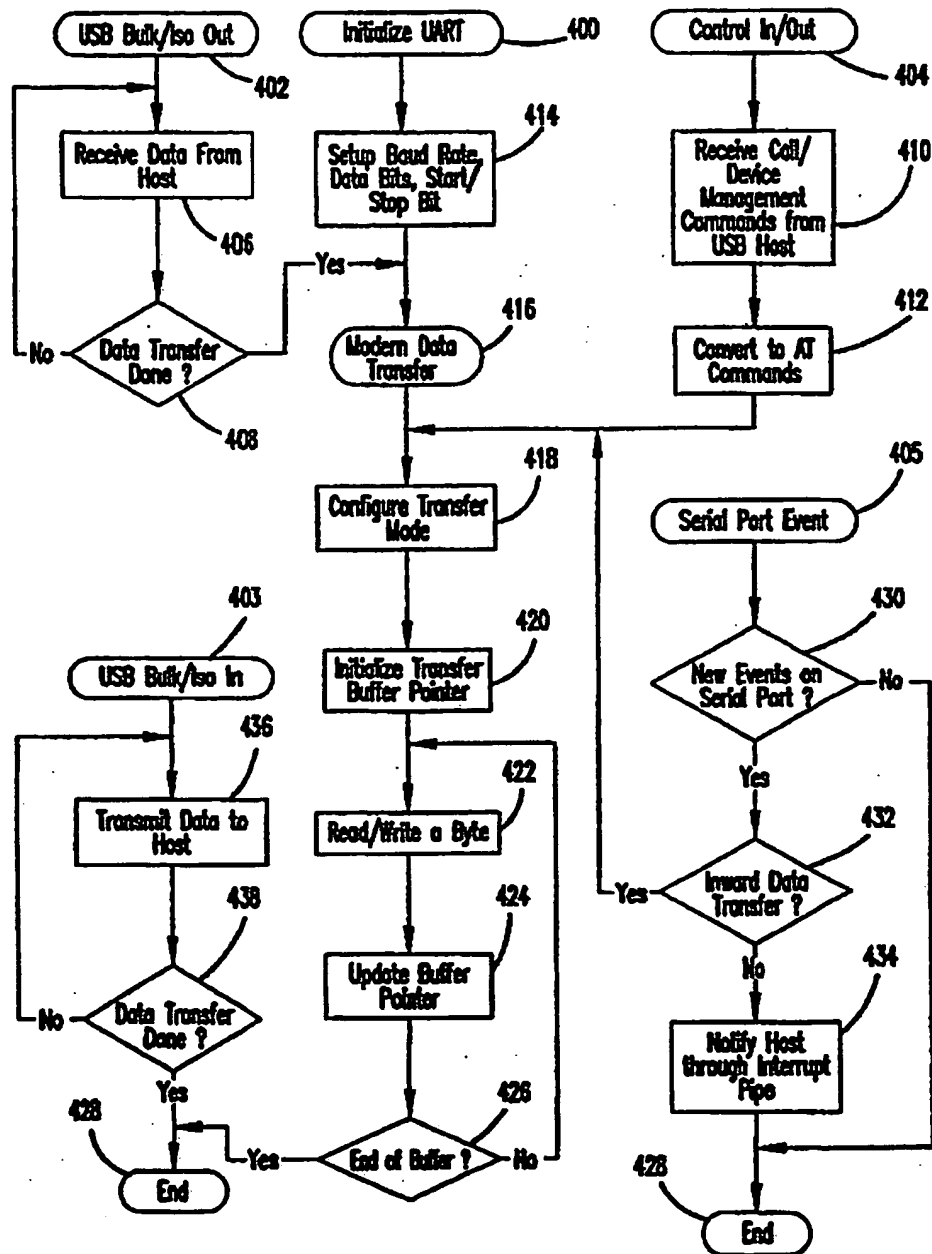 USB Bulk/Iso Out
402
Receive Data From
Host
406
Data Transfer
Done ?
No
Yes
408
Initialize UART
400
414
Setup Baud Rate,
Data Bits, Start/
Stop Bit
416
Modern Data
Transfer
418
Configure Transfer
Mode
420
Initialize Transfer
Buffer Pointer
422
Read/Write a Byte
424
Update Buffer
Pointer
426
End of Buffer ?
Yes
No
Control In/Out
404
Receive Call/
Device
Management
Commands from
USB Host
410
412
Convert to AT
Commands
405
Serial Port Event
430
New Events on
Serial Port ?
No
Yes
432
Inward Data
Transfer ?
Yes
No
434
Notify Host
through Interrupt
Pipe
428
End
403
USB Bulk/Iso In
436
Transmit Data to
Host
438
Data Transfer
Done ?
No
Yes
428
End